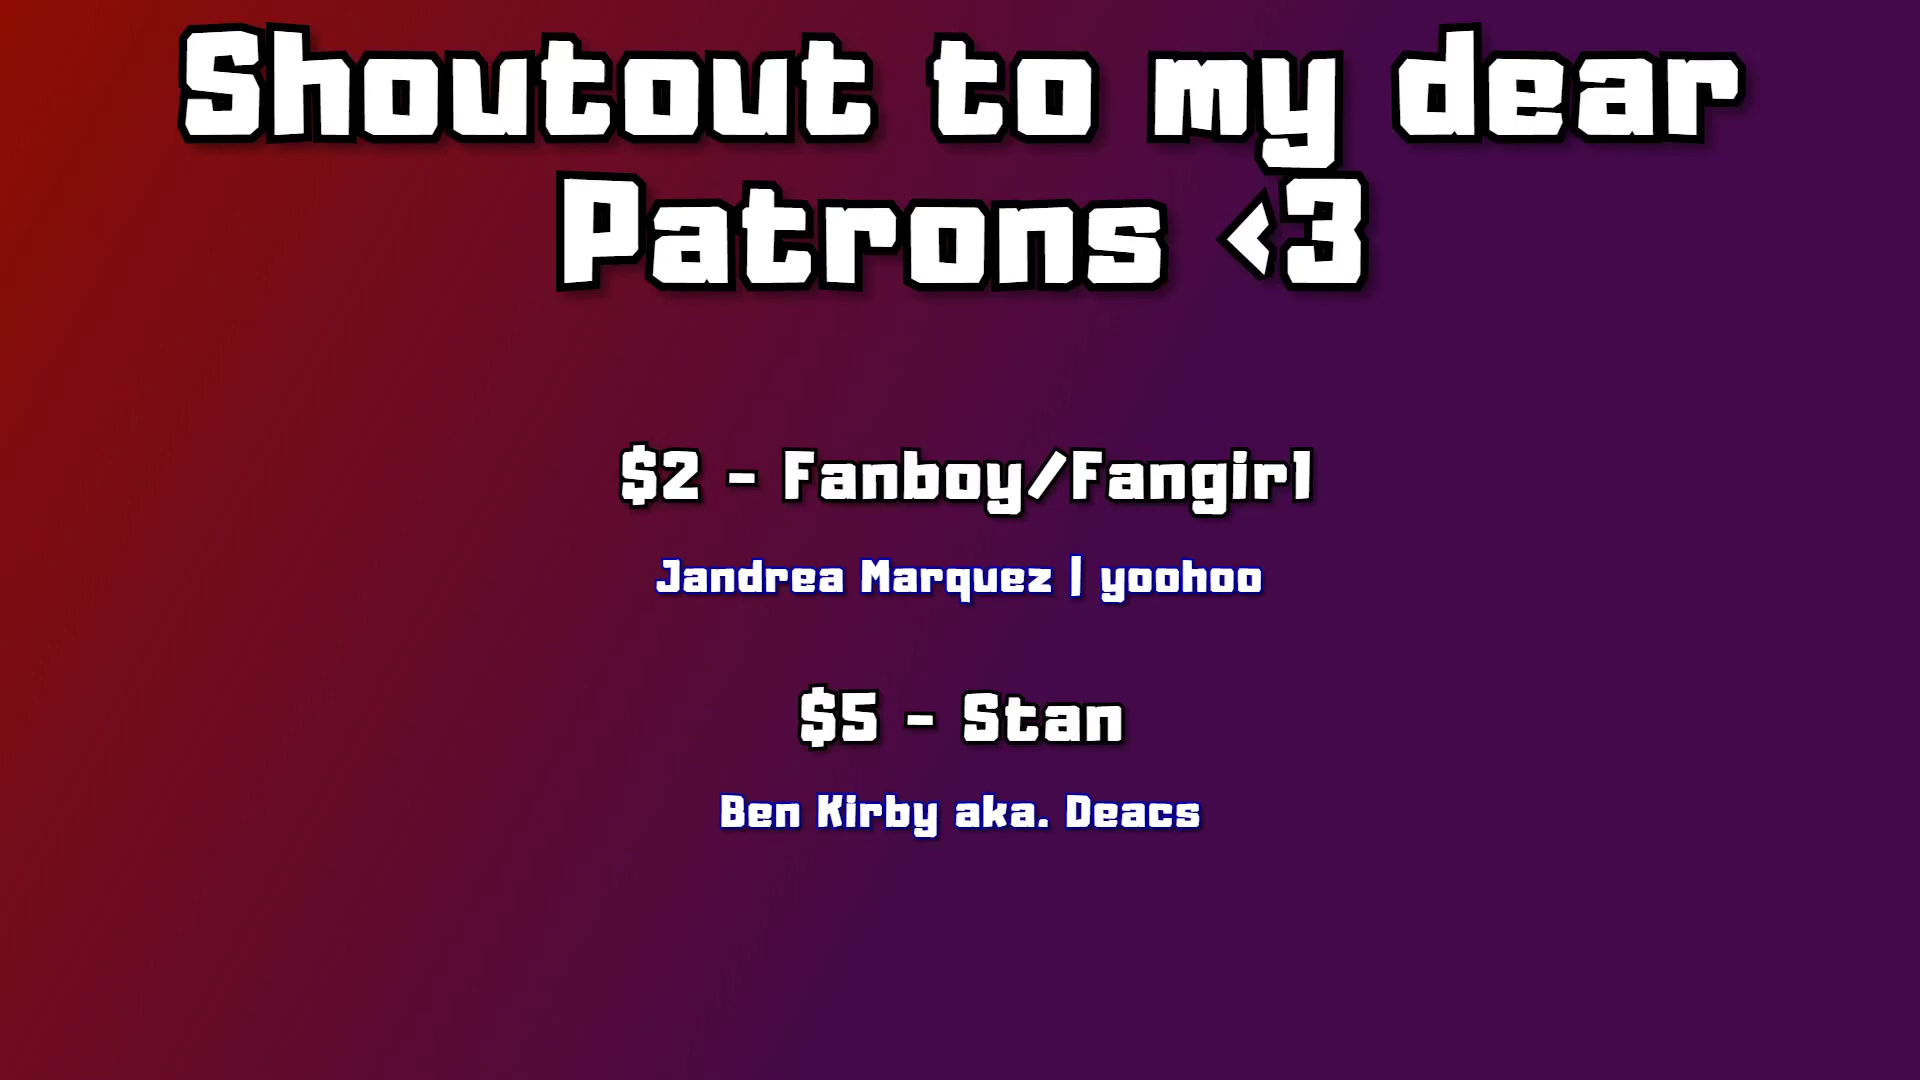 Shoutout to my dear
Patrons <3
$2 - Fanboy/Fangirl
Jandrea Marquez | yoohoo
$5 - Stan
Ben Kirby aka. Deacs